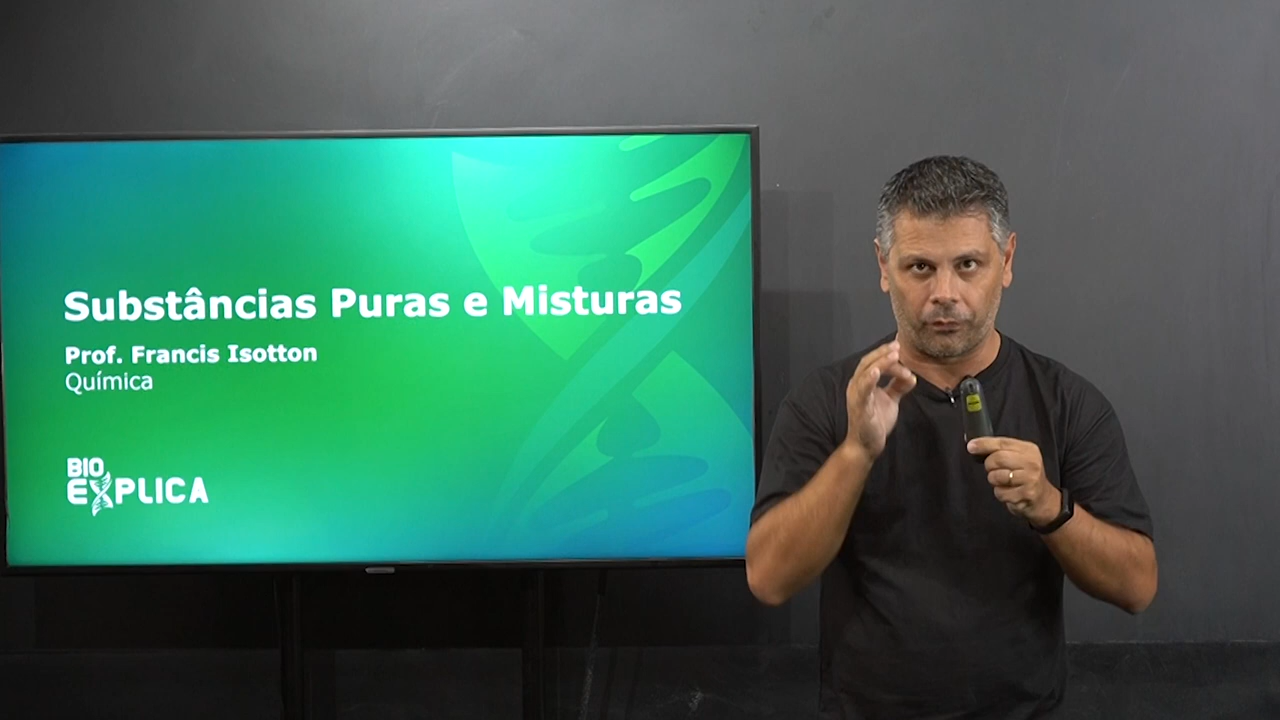 Substâncias Puras e Misturas
Prof. Francis Isotton
Química
BIO
EXPLICA